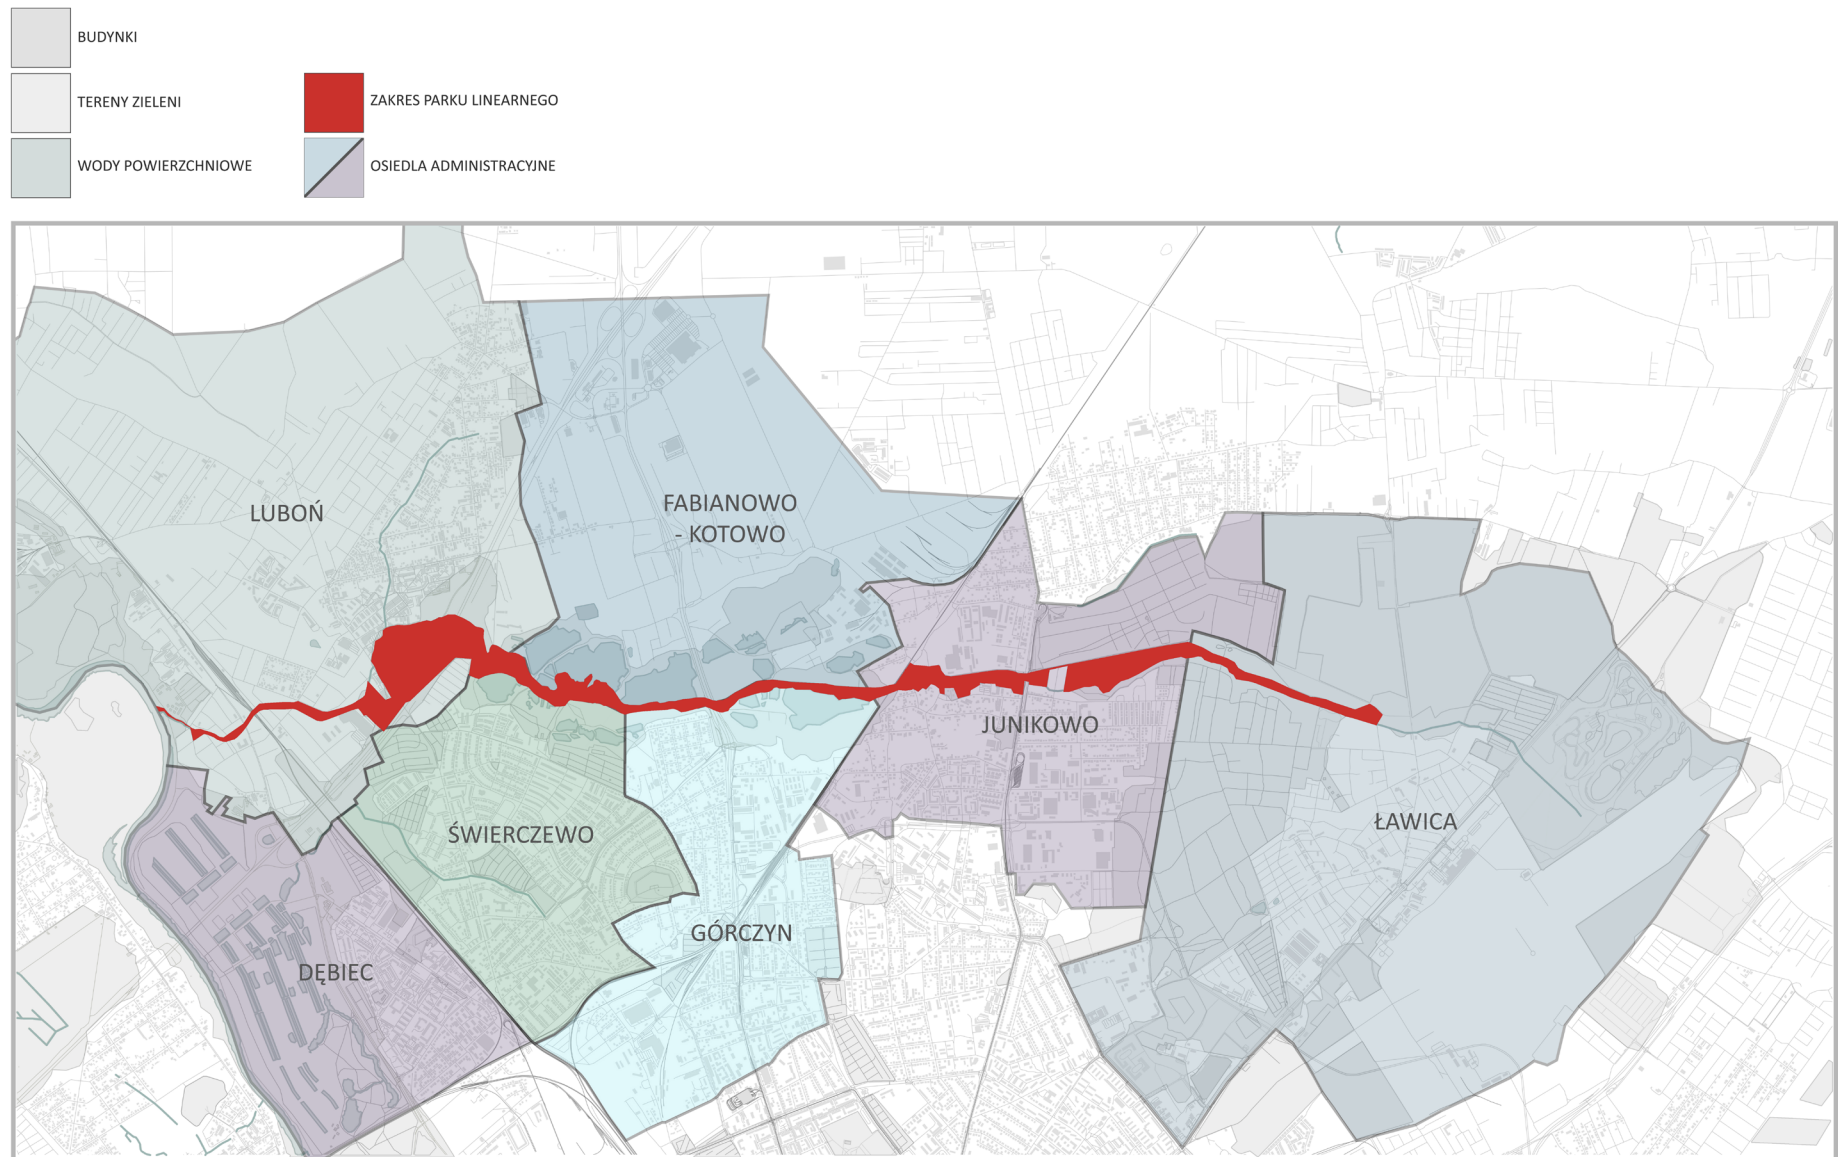 BUDYNKI
TERENY ZIELENI
WODY POWIERZCHNIOWE
ZAKRES PARKU LINEARNEGO
OSIEDLA ADMINISTRACYJNE
LUBOŃ
FABIANOWO
- KOTOWO
JUNIKOWO
ŁAWICA
ŚWIERCZEWO
GÓRCZYN
DĘBIEC